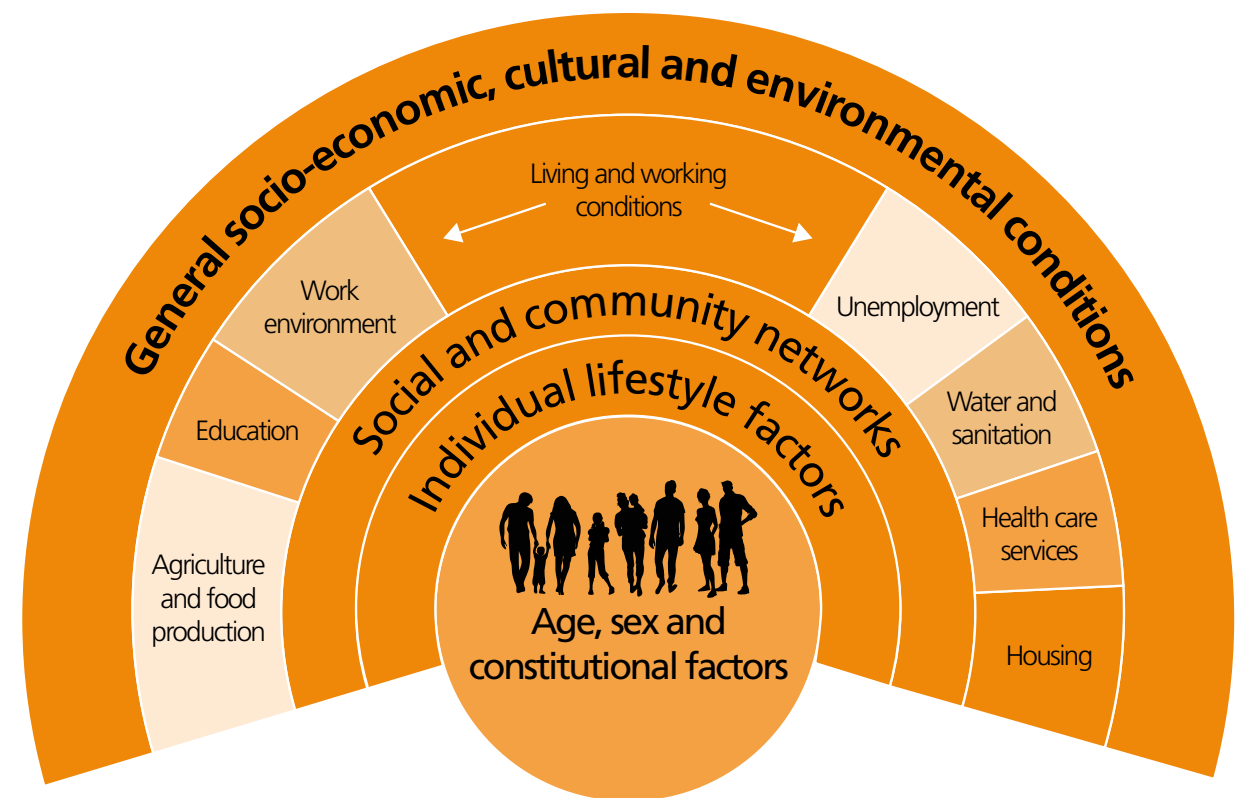 General socio-economic, cultural and environmental conditions
Living and working
conditions
Work
environment
Unemployment
Education
Water and
sanitation
Agriculture
and food
production
Health care
services
Housing
Social and community networks
Individual lifestyle factors
Age, sex and
constitutional factors